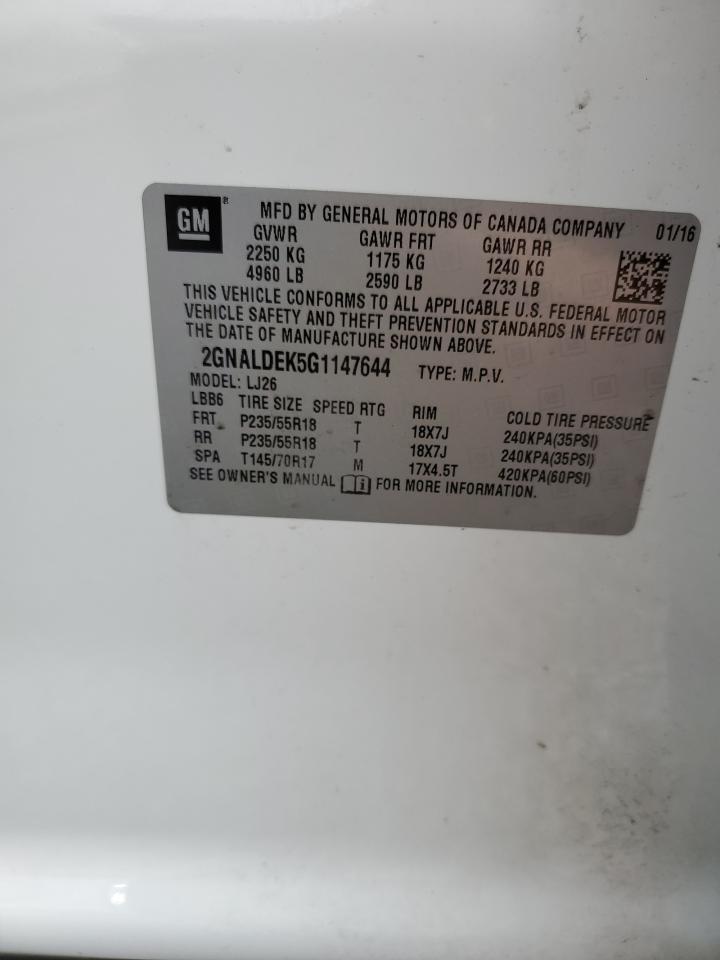 GM® MFD BY GENERAL MOTORS OF CANADA COMPANY 01/16
GVWR GAWR FRT GAWR RR
2250 KG 1175 KG 1240 KG
4960 LB 2590 LB 2733 LB
THIS VEHICLE CONFORMS TO ALL APPLICABLE U.S. FEDERAL MOTOR
VEHICLE SAFETY AND THEFT PREVENTION STANDARDS IN EFFECT ON
THE DATE OF MANUFACTURE SHOWN ABOVE.
2GNALDEK5G1147644 TYPE: M.P.V.
MODEL: LJ26
LBB6 TIRE SIZE SPEED RTG RIM COLD TIRE PRESSURE
FRT P235/55R18 T 18X7J 240KPA(35PSI)
RR P235/55R18 T 18X7J 240KPA(35PSI)
SPA T145/70R17 M 17X4.5T 420KPA(60PSI)
SEE OWNER'S MANUAL i FOR MORE INFORMATION.